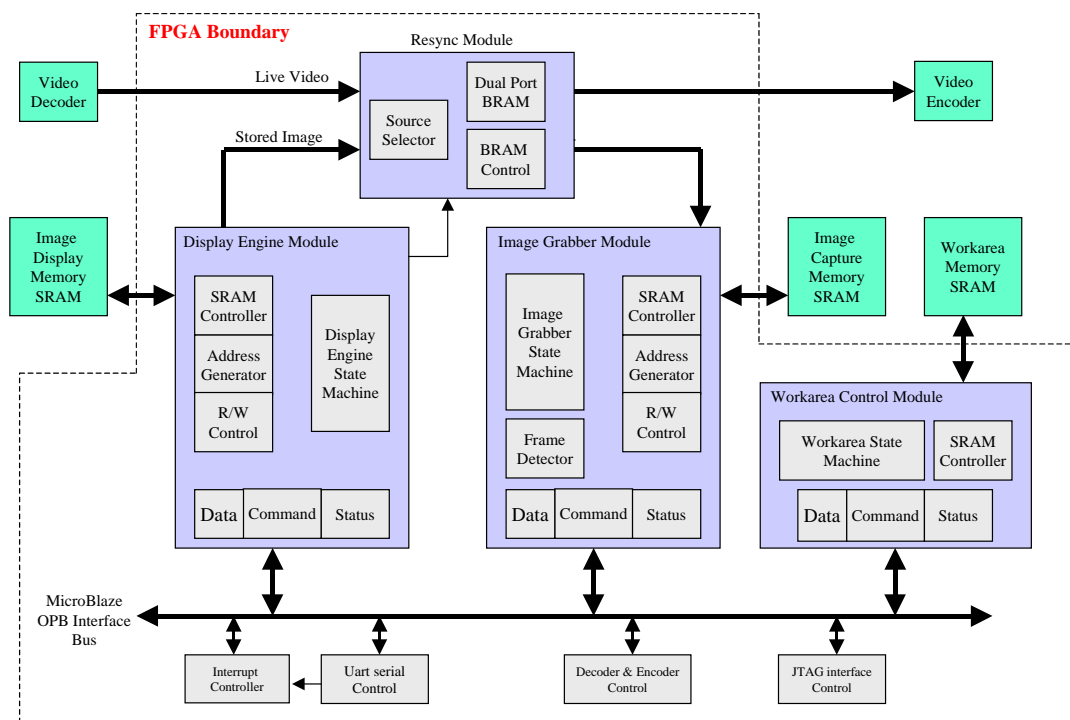 FPGA Boundary
Resync Module
Video
Decoder
Live Video
Dual Port
BRAM
Video
Encoder
Source
Selector
Stored Image
BRAM
Control
Image
Display
Memory
SRAM
Display Engine Module
SRAM
Controller
Address
Generator
R/W
Control
Display
Engine
State
Machine
Data
Command
Status
Image Grabber Module
Image
Grabber
State
Machine
Frame
Detector
SRAM
Controller
Address
Generator
R/W
Control
Data
Command
Status
Image
Capture
Memory
SRAM
Workarea
Memory
SRAM
Workarea Control Module
Workarea State
Machine
SRAM
Controller
Data
Command
Status
MicroBlaze
OPB Interface
Bus
Interrupt
Controller
Uart serial
Control
Decoder & Encoder
Control
JTAG interface
Control